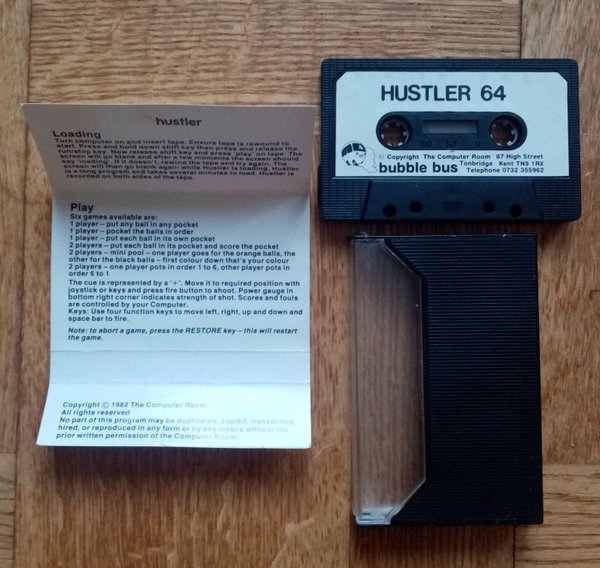 hustler
Loading
Turn computer on and insert tape. Ensure tape is rewound to
start. Press and hold down shift key then press and release the
run/stop key. Now release shift key and press 'play' on tape. The
screen will go blank and after a few moments the screen should
say 'loading'. If it doesn't, rewind the tape and try again. The
screen will then go blank again and Hustler is loading. Hustler
is a long program and takes several minutes to load. Hustler is
recorded on both sides of the tape.
Play
Six games available are:
1 player – put any ball in any pocket
1 player – pocket the balls in order
1 player – put each ball in its own pocket
2 players – put each ball in its pocket and score the pocket
2 players – mini pool – one player goes for the orange balls, the
other for the black balls – first colour down that's your colour
2 players – one player pots in order 1 to 6, other player pots in
order 6 to 1
The cue is represented by a '+'. Move it to required position with
joystick or keys and press fire button to shoot. Power gauge in
bottom right corner indicates strength of shot. Scores and fouls
are controlled by your Computer.
Keys: Use four function keys to move left, right, up and down and
space bar to fire.
Note: to abort a game, press the RESTORE key – this will restart
the game.
Copyright © 1982 The Computer Room
All rights reserved
No part of this program may be duplicated, copied, transmitted,
hired, or reproduced in any form or by any means without the
prior written permission of the Computer Room.
HUSTLER 64
50
© Copyright The Computer Room 87 High Street
Tonbridge Kent TN9 1RX
bubble bus
Telephone 0732 355962